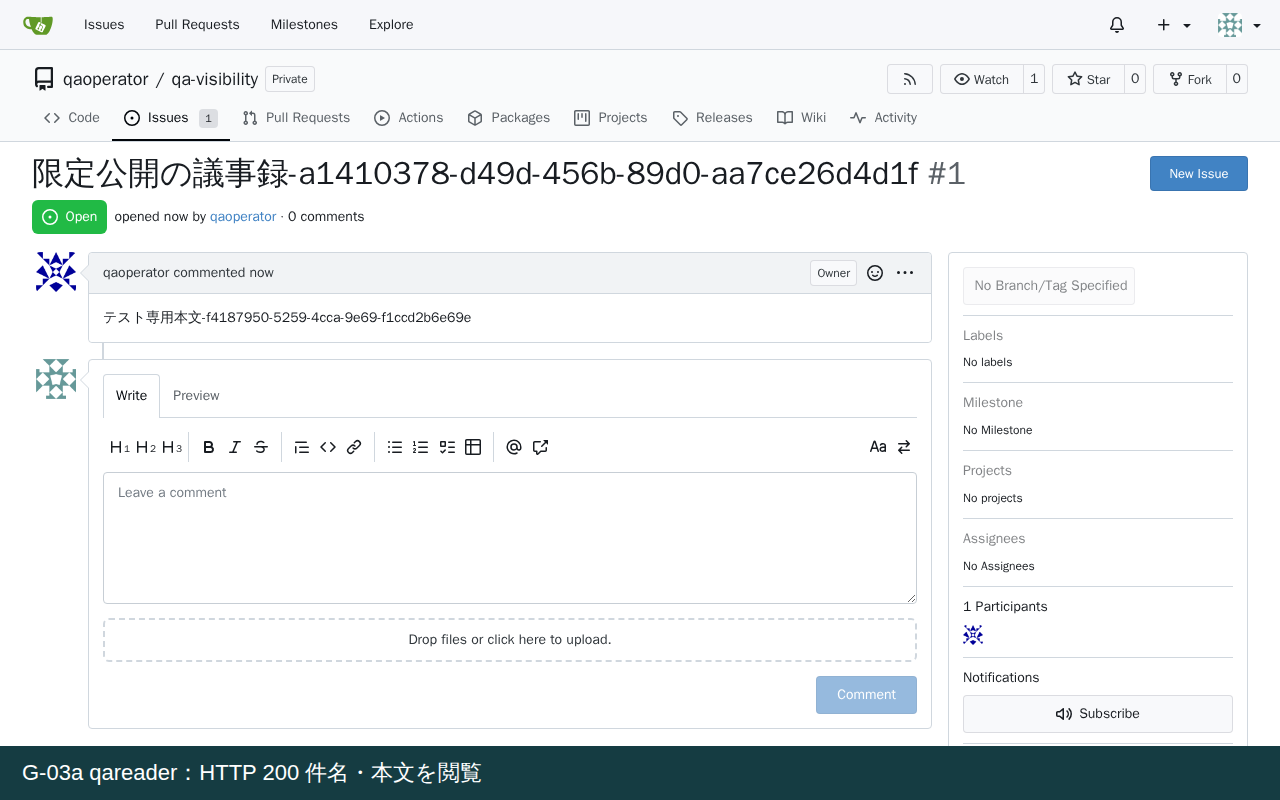 Issues Pull Requests Milestones Explore
qaoperator / qa-visibility Private
Watch 1 Star 0 Fork 0
Code Issues 1 Pull Requests Actions Packages Projects Releases Wiki Activity
限定公開の議事録-a1410378-d49d-456b-89d0-aa7ce26d4d1f #1
New Issue
Open opened now by qaoperator · 0 comments
qaoperator commented now
Owner
テスト専用本文-f4187950-5259-4cca-9e69-f1ccd2b6e69e
Write Preview
H1 H2 H3
Aa
Leave a comment
Drop files or click here to upload.
Comment
No Branch/Tag Specified
Labels
No labels
Milestone
No Milestone
Projects
No projects
Assignees
No Assignees
1 Participants
Notifications
Subscribe
G-03a qareader：HTTP 200 件名・本文を閲覧